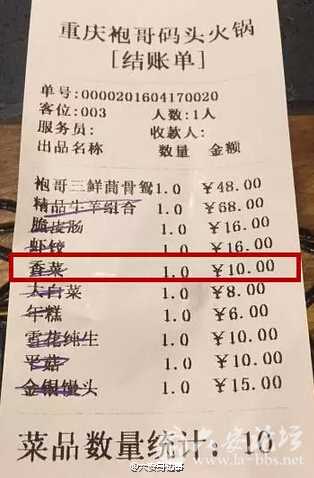 重庆袍哥码头火锅
[结账单]
单号:0000201604170020
客位:003 人数:1人
服务员: 收款人:
出品名称 数量 金额
袍哥三鲜菌骨鸳 1.0 ¥48.00
精品牛羊组合 1.0 ¥68.00
脆皮肠 1.0 ¥16.00
虾饺 1.0 ¥16.00
香菜 1.0 ¥10.00
大白菜 1.0 ¥8.00
年糕 1.0 ¥6.00
雪花纯生 1.0 ¥10.00
平菇 1.0 ¥10.00
金银馒头 1.0 ¥15.00
菜品数量统计: 10
www.la-bbs.net